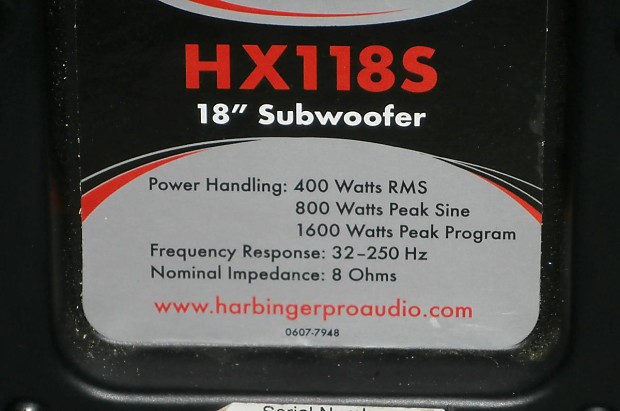 HX118S
18” Subwoofer
Power Handling: 400 Watts RMS
800 Watts Peak Sine
1600 Watts Peak Program
Frequency Response: 32–250 Hz
Nominal Impedance: 8 Ohms
www.harbingerproaudio.com
0607-7948
Serial